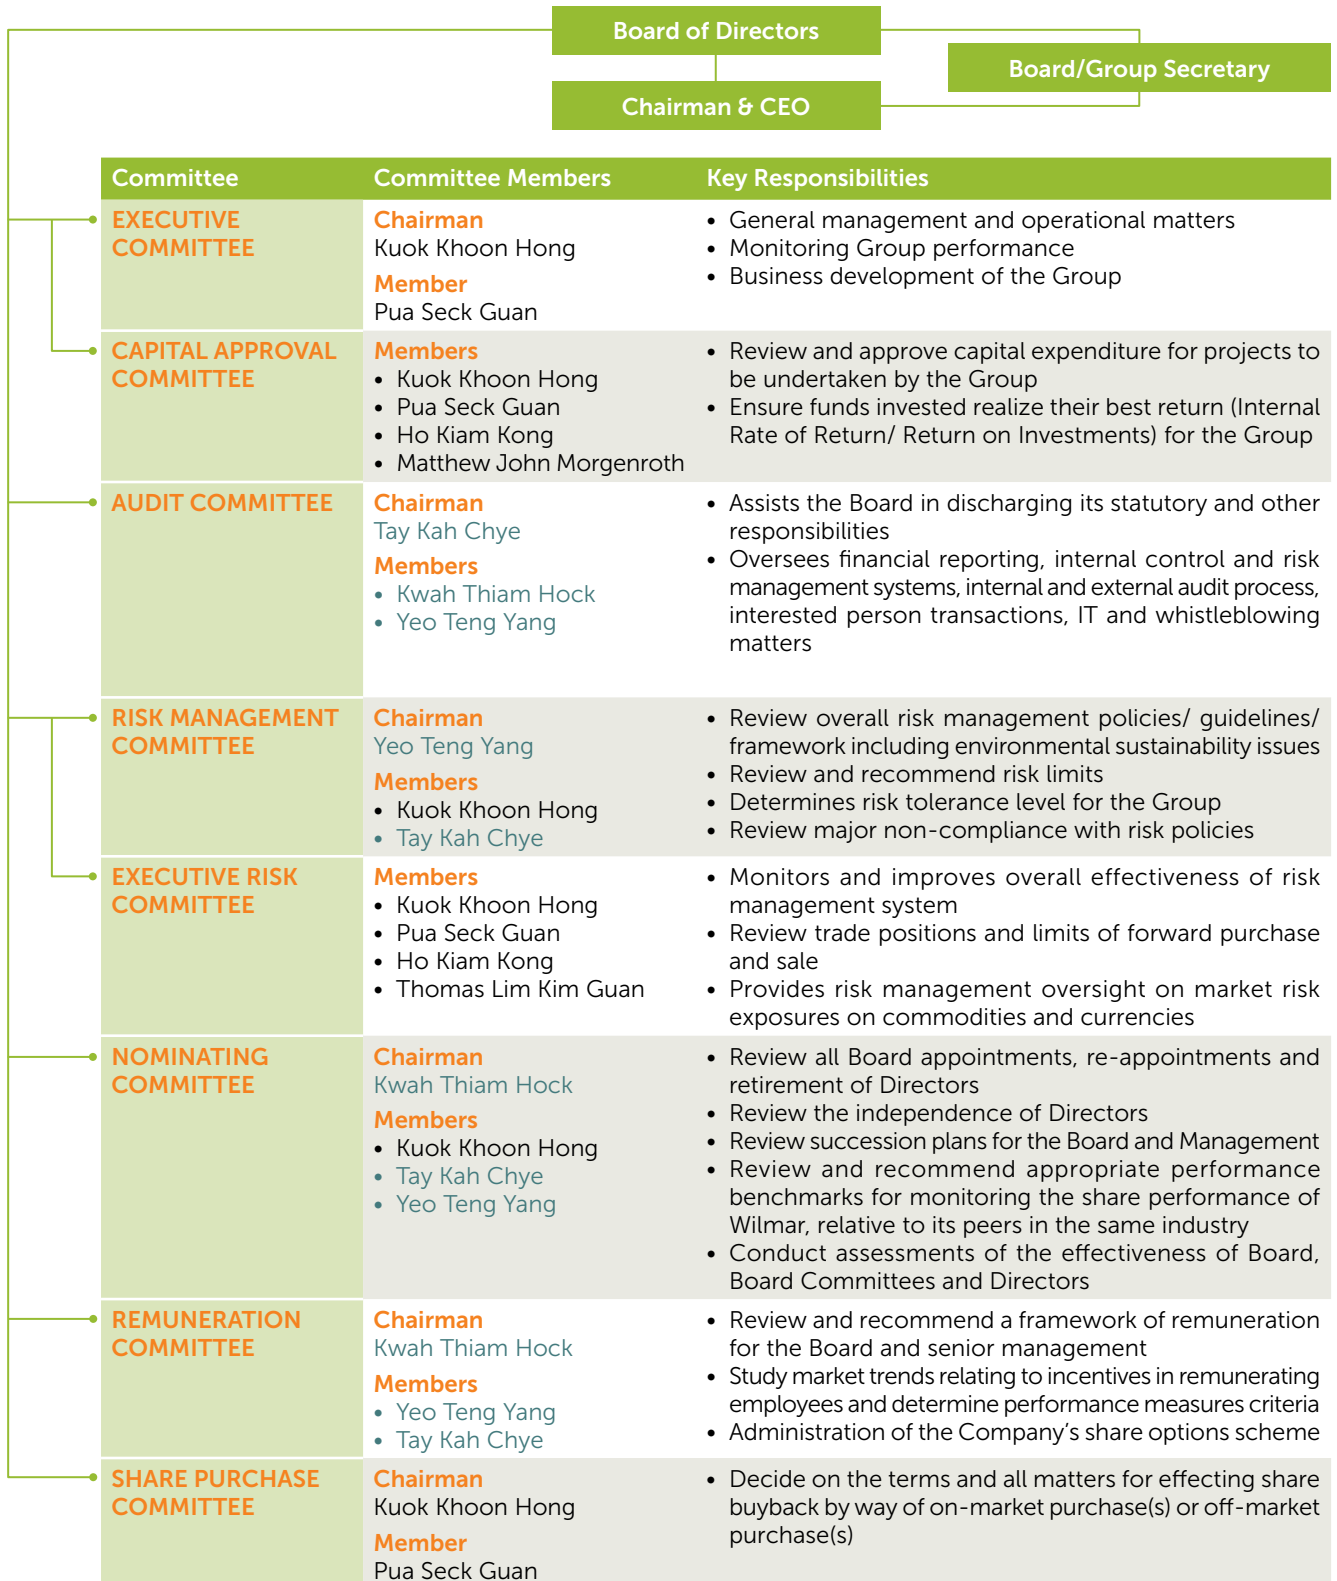 Board of Directors
Board/Group Secretary
Chairman & CEO
Committee
Committee Members
Key Responsibilities
EXECUTIVE
COMMITTEE
Chairman
Kuok Khoon Hong
Member
Pua Seck Guan
• General management and operational matters
• Monitoring Group performance
• Business development of the Group
CAPITAL APPROVAL
COMMITTEE
Members
• Kuok Khoon Hong
• Pua Seck Guan
• Ho Kiam Kong
• Matthew John Morgenroth
• Review and approve capital expenditure for projects to
be undertaken by the Group
• Ensure funds invested realize their best return (Internal
Rate of Return/ Return on Investments) for the Group
AUDIT COMMITTEE
Chairman
Tay Kah Chye
Members
• Kwah Thiam Hock
• Yeo Teng Yang
• Assists the Board in discharging its statutory and other
responsibilities
• Oversees financial reporting, internal control and risk
management systems, internal and external audit process,
interested person transactions, IT and whistleblowing
matters
RISK MANAGEMENT
COMMITTEE
Chairman
Yeo Teng Yang
Members
• Kuok Khoon Hong
• Tay Kah Chye
• Review overall risk management policies/ guidelines/
framework including environmental sustainability issues
• Review and recommend risk limits
• Determines risk tolerance level for the Group
• Review major non-compliance with risk policies
EXECUTIVE RISK
COMMITTEE
Members
• Kuok Khoon Hong
• Pua Seck Guan
• Ho Kiam Kong
• Thomas Lim Kim Guan
• Monitors and improves overall effectiveness of risk
management system
• Review trade positions and limits of forward purchase
and sale
• Provides risk management oversight on market risk
exposures on commodities and currencies
NOMINATING
COMMITTEE
Chairman
Kwah Thiam Hock
Members
• Kuok Khoon Hong
• Tay Kah Chye
• Yeo Teng Yang
• Review all Board appointments, re-appointments and
retirement of Directors
• Review the independence of Directors
• Review succession plans for the Board and Management
• Review and recommend appropriate performance
benchmarks for monitoring the share performance of
Wilmar, relative to its peers in the same industry
• Conduct assessments of the effectiveness of Board,
Board Committees and Directors
REMUNERATION
COMMITTEE
Chairman
Kwah Thiam Hock
Members
• Yeo Teng Yang
• Tay Kah Chye
• Review and recommend a framework of remuneration
for the Board and senior management
• Study market trends relating to incentives in remunerating
employees and determine performance measures criteria
• Administration of the Company’s share options scheme
SHARE PURCHASE
COMMITTEE
Chairman
Kuok Khoon Hong
Member
Pua Seck Guan
• Decide on the terms and all matters for effecting share
buyback by way of on-market purchase(s) or off-market
purchase(s)